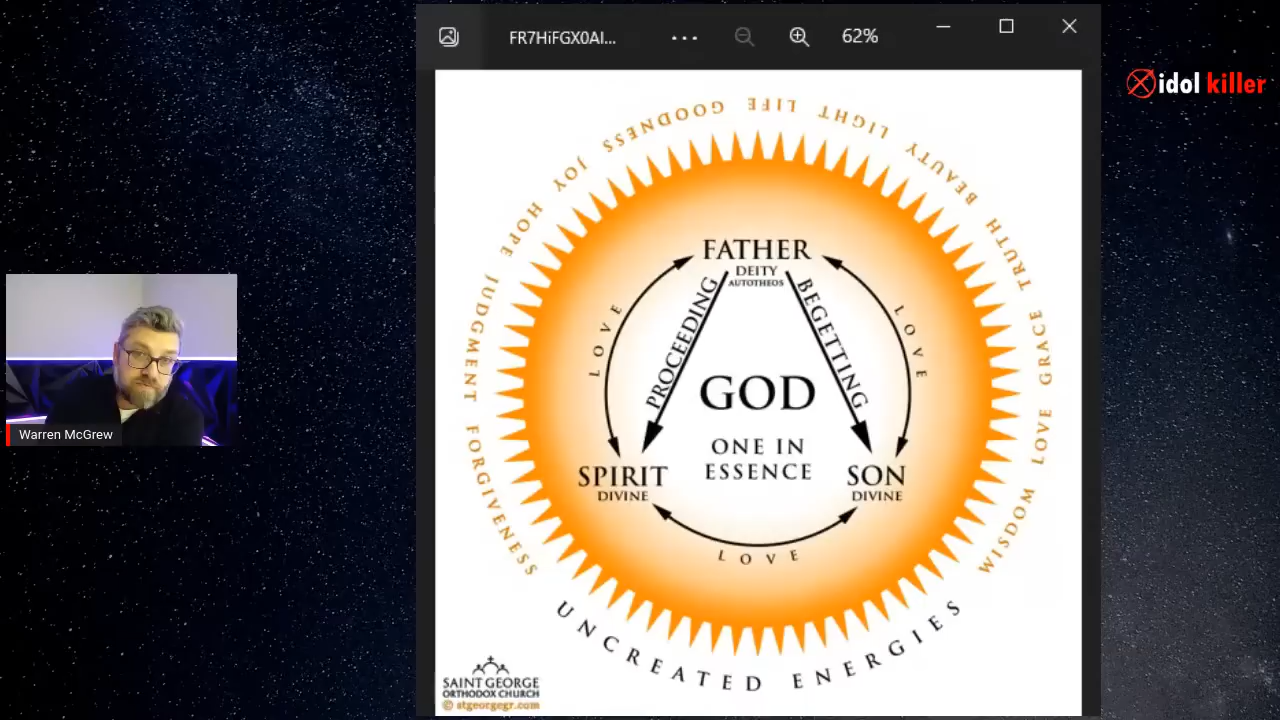 FR7HiFGX0AI...
62%
idol killer
FORGIVENESS JUDGMENT HOPE JOY GOODNESS LIFE LIGHT BEAUTY TRUTH GRACE LOVE WISDOM
FATHER
DEITY
AUTOTHEOS
PROCEEDING
BEGETTING
LOVE
LOVE
GOD
ONE IN
ESSENCE
SPIRIT
DIVINE
SON
DIVINE
LOVE
UNCREATED ENERGIES
Warren McGrew
SAINT GEORGE
ORTHODOX CHURCH
© stgeorgegr.com